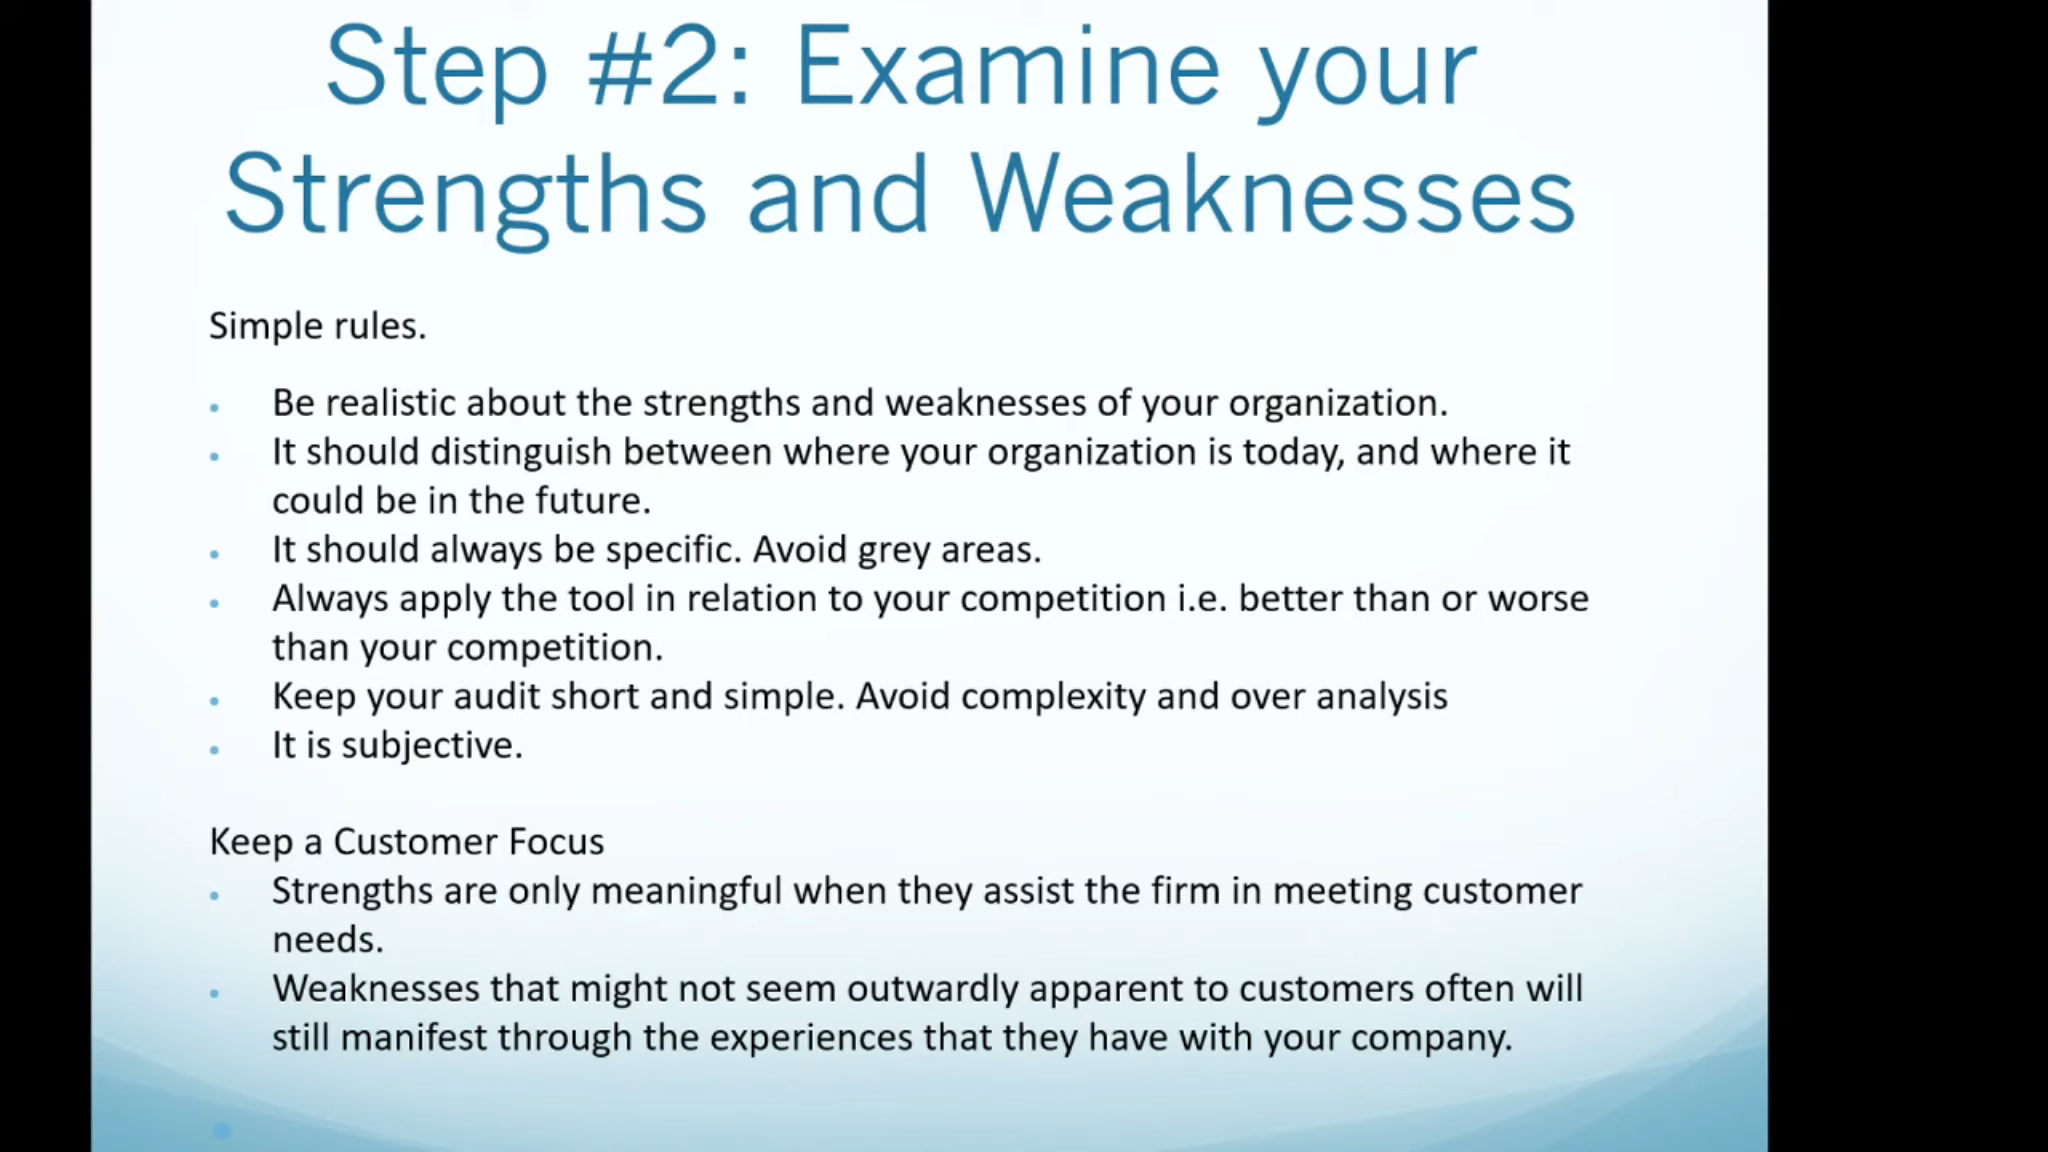 Step #2: Examine your
Strengths and Weaknesses
Simple rules.
• Be realistic about the strengths and weaknesses of your organization.
• It should distinguish between where your organization is today, and where it
could be in the future.
• It should always be specific. Avoid grey areas.
• Always apply the tool in relation to your competition i.e. better than or worse
than your competition.
• Keep your audit short and simple. Avoid complexity and over analysis
• It is subjective.
Keep a Customer Focus
• Strengths are only meaningful when they assist the firm in meeting customer
needs.
• Weaknesses that might not seem outwardly apparent to customers often will
still manifest through the experiences that they have with your company.